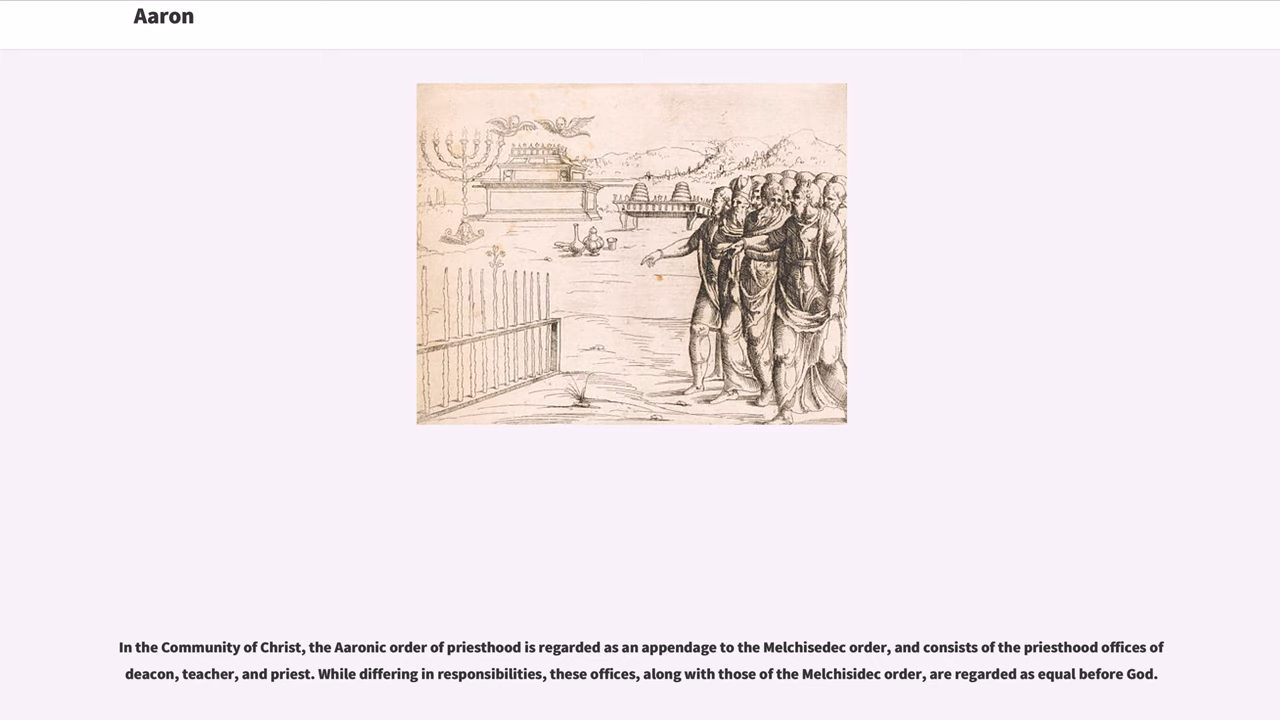 Aaron
In the Community of Christ, the Aaronic order of priesthood is regarded as an appendage to the Melchisedec order, and consists of the priesthood offices of
deacon, teacher, and priest. While differing in responsibilities, these offices, along with those of the Melchisidec order, are regarded as equal before God.